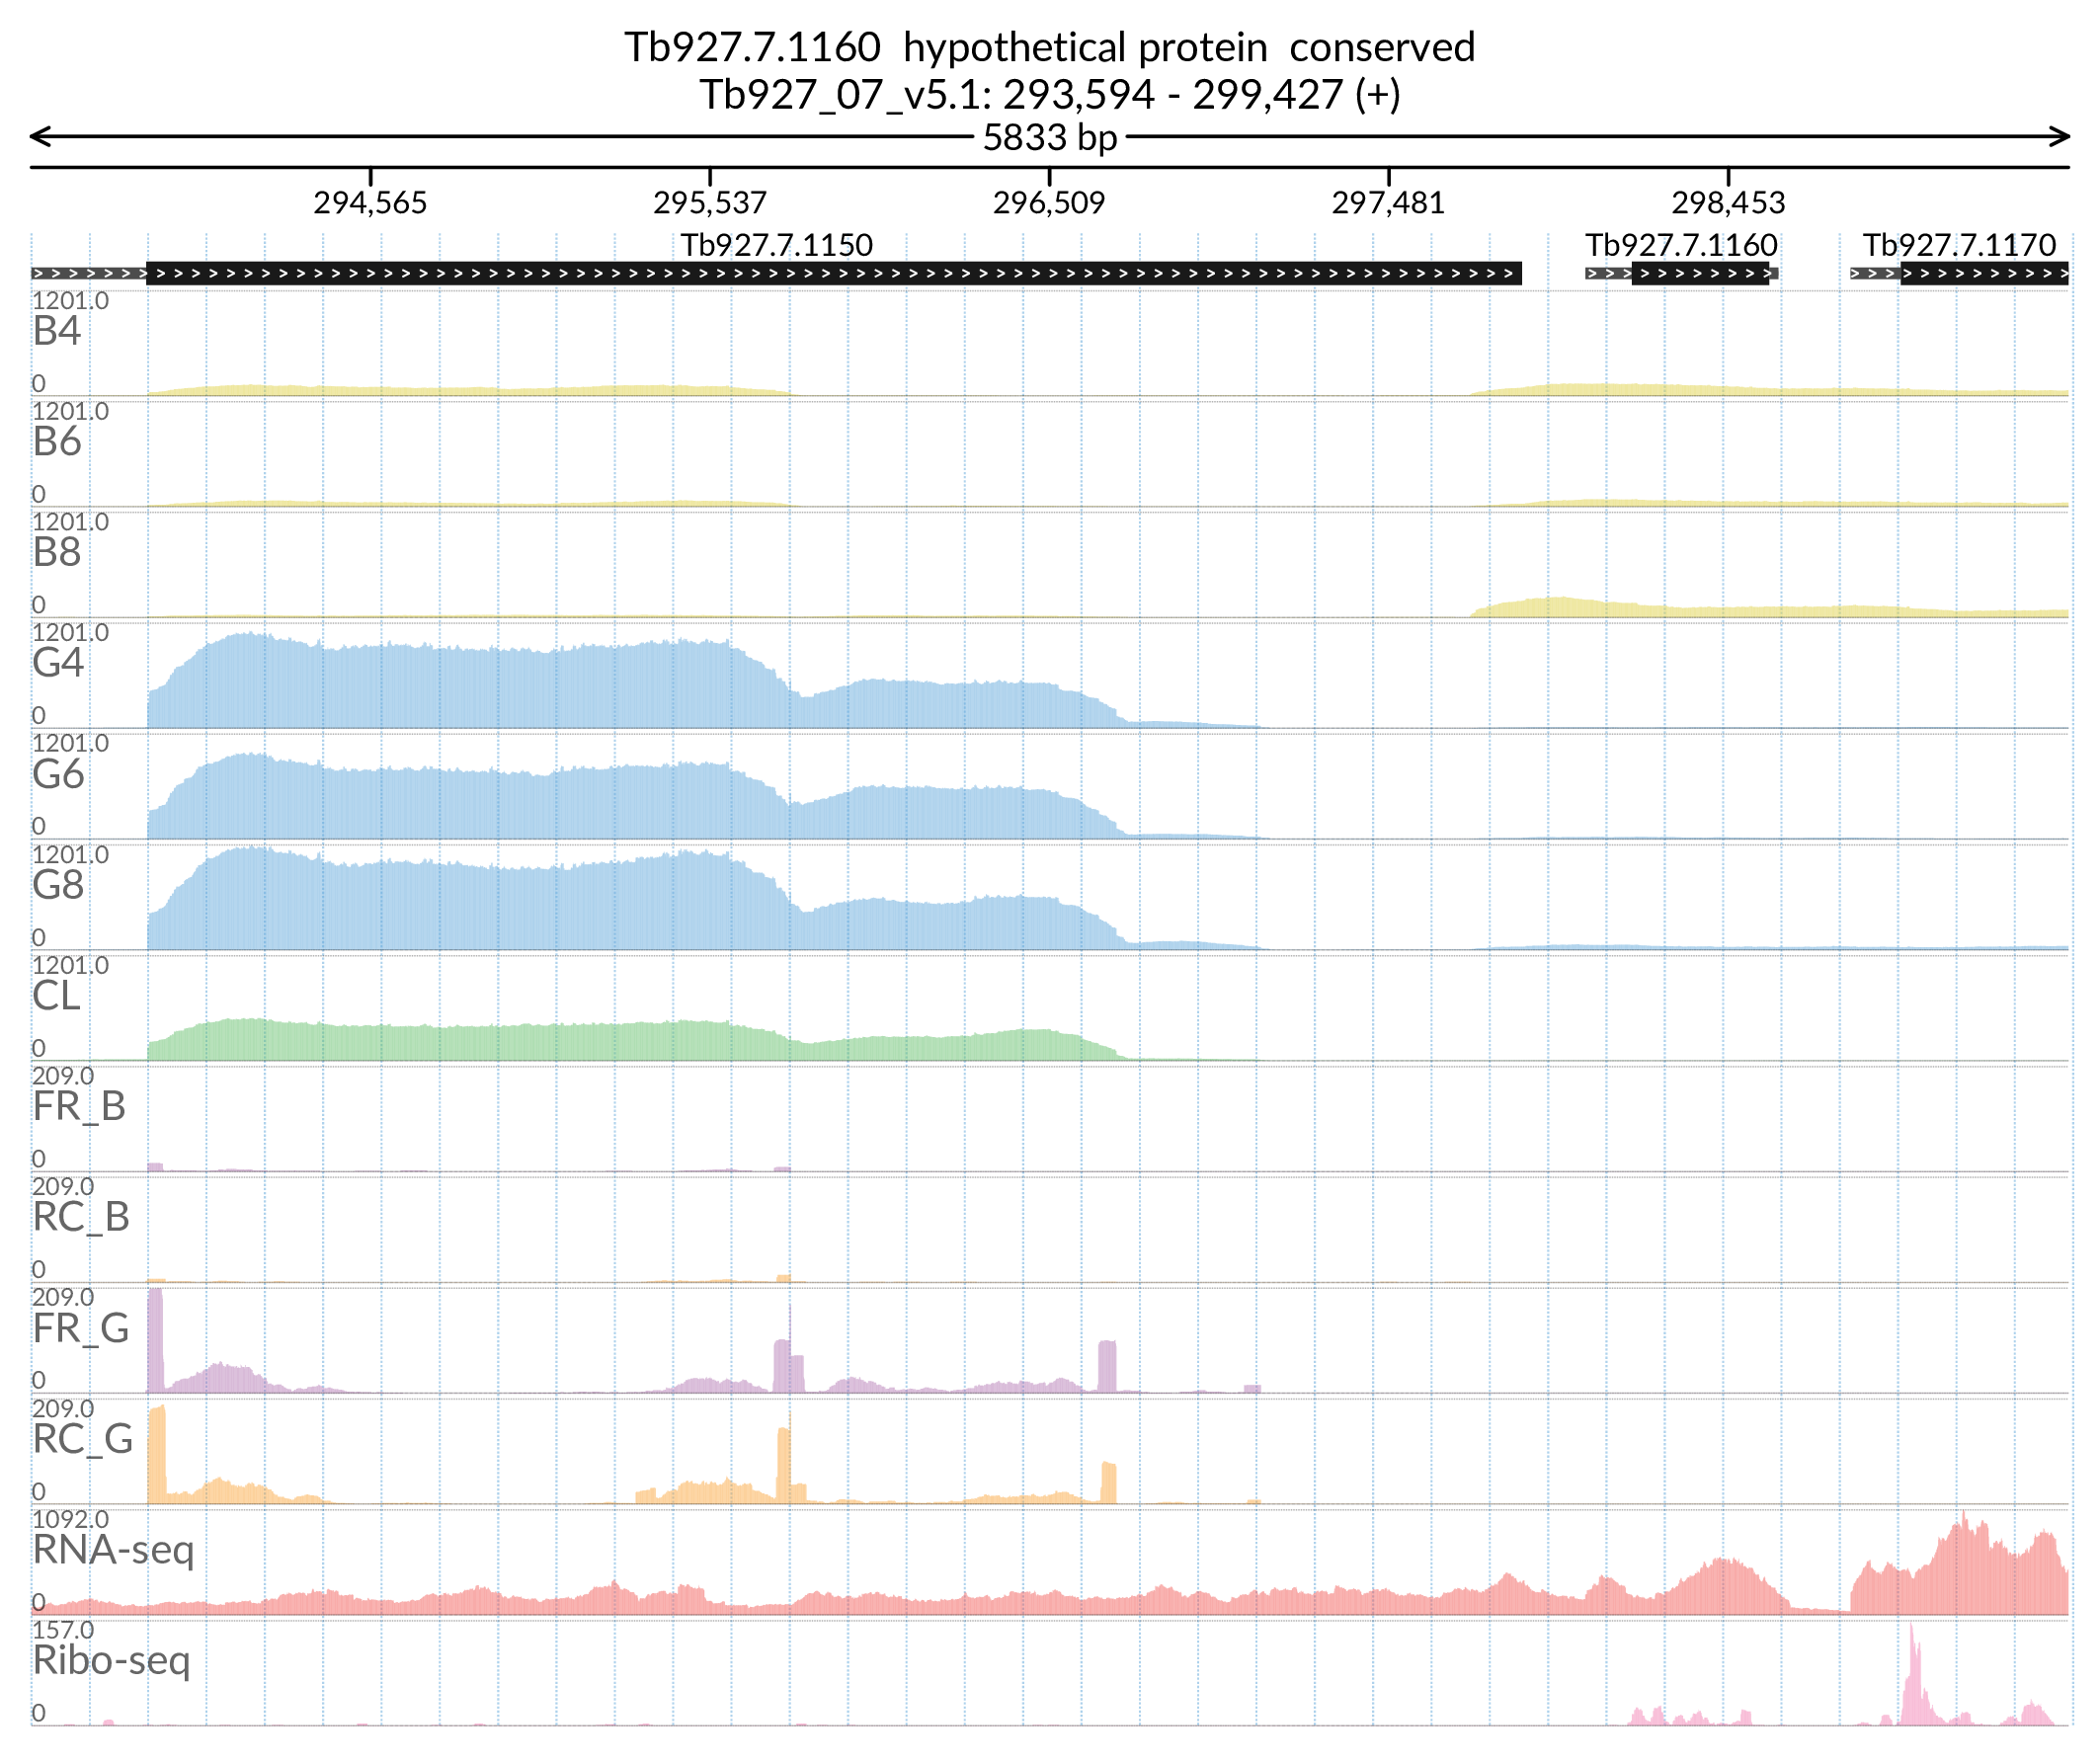 Tb927.7.1160  hypothetical protein  conserved
Tb927_07_v5.1: 293,594 - 299,427 (+)
5833 bp
294,565 295,537 296,509 297,481 298,453
Tb927.7.1150 Tb927.7.1160 Tb927.7.1170
1201.0
B4
0
1201.0
B6
0
1201.0
B8
0
1201.0
G4
0
1201.0
G6
0
1201.0
G8
0
1201.0
CL
0
209.0
FR_B
0
209.0
RC_B
0
209.0
FR_G
0
209.0
RC_G
0
1092.0
RNA-seq
0
157.0
Ribo-seq
0